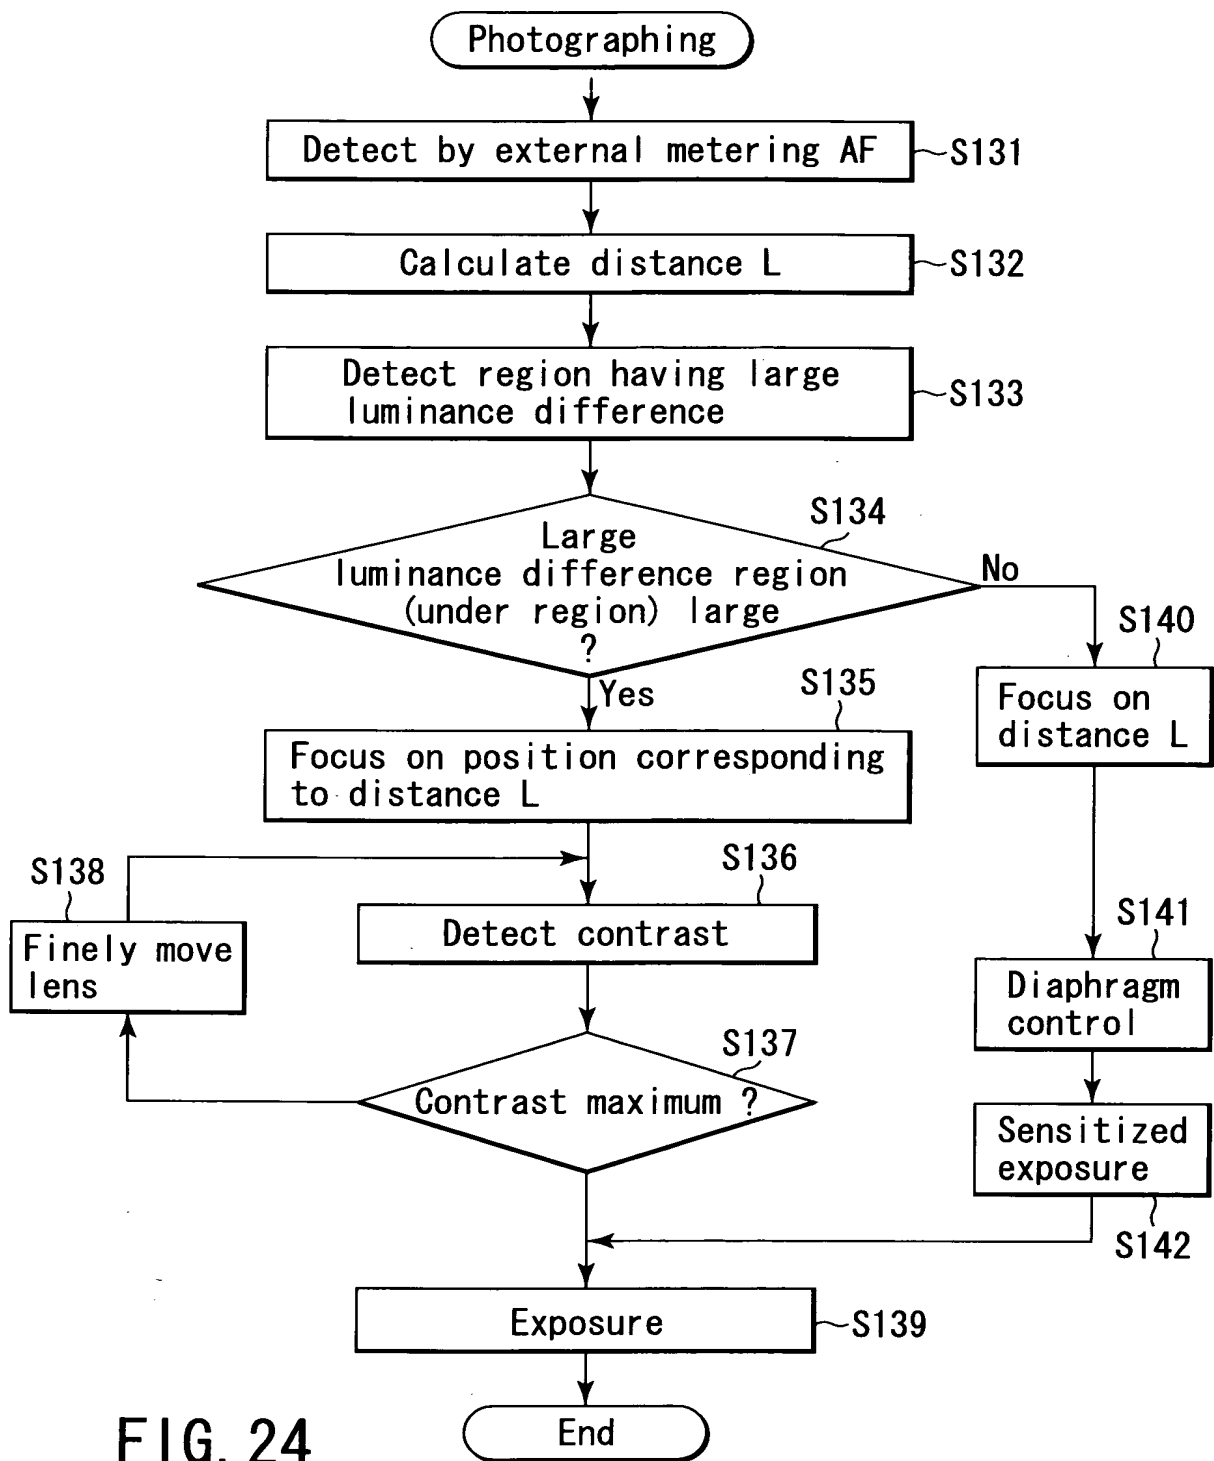 Photographing
Detect by external metering AF
S131
Calculate distance L
S132
Detect region having large
luminance difference
S133
S134
Large
luminance difference region
(under region) large
?
No
Yes
S140
Focus on
distance L
S135
Focus on position corresponding
to distance L
S138
Finely move
lens
S136
Detect contrast
S141
Diaphragm
control
S137
Contrast maximum ?
Sensitized
exposure
S142
Exposure
S139
End
FIG. 24